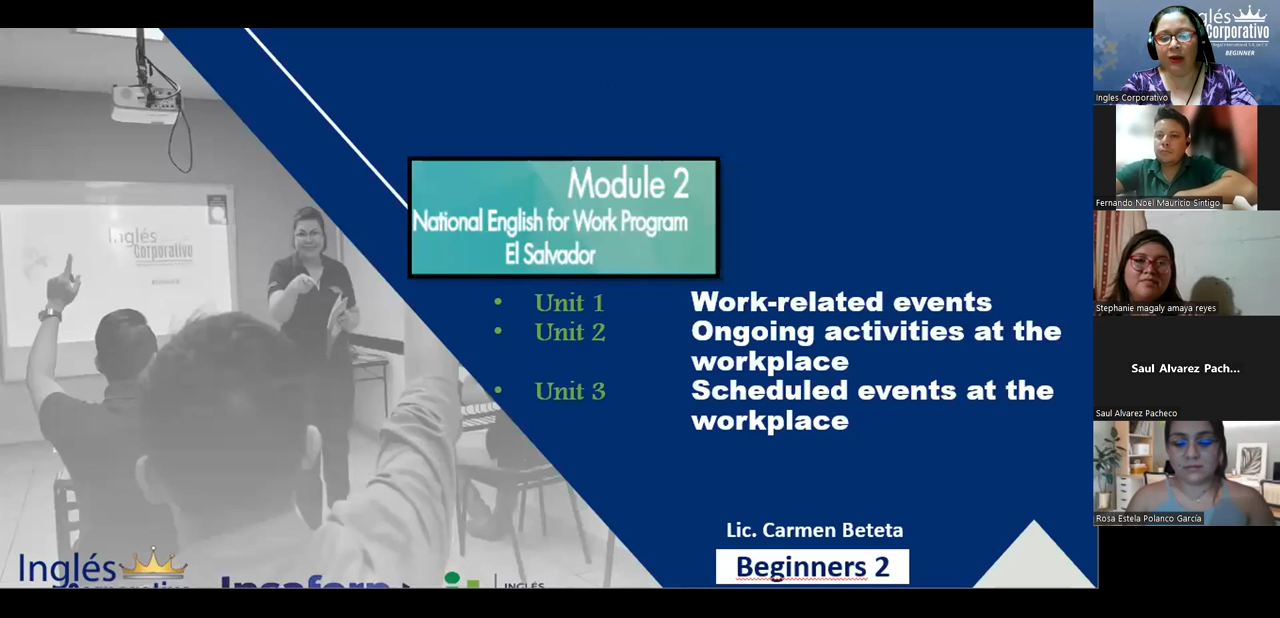 Module 2
National English for Work Program
El Salvador
• Unit 1 Work-related events
• Unit 2 Ongoing activities at the
workplace
• Unit 3 Scheduled events at the
workplace
Lic. Carmen Beteta
Beginners 2
Inglés
Corporativo
Inglés
Insaforp
INGLÉS
glés
Corporativo
BEGINNER
Ingles Corporativo
Fernando Noel Mauricio Sintigo
Stephanie magaly amaya reyes
Saul Alvarez Pach...
Saul Alvarez Pacheco
Rosa Estela Polanco García